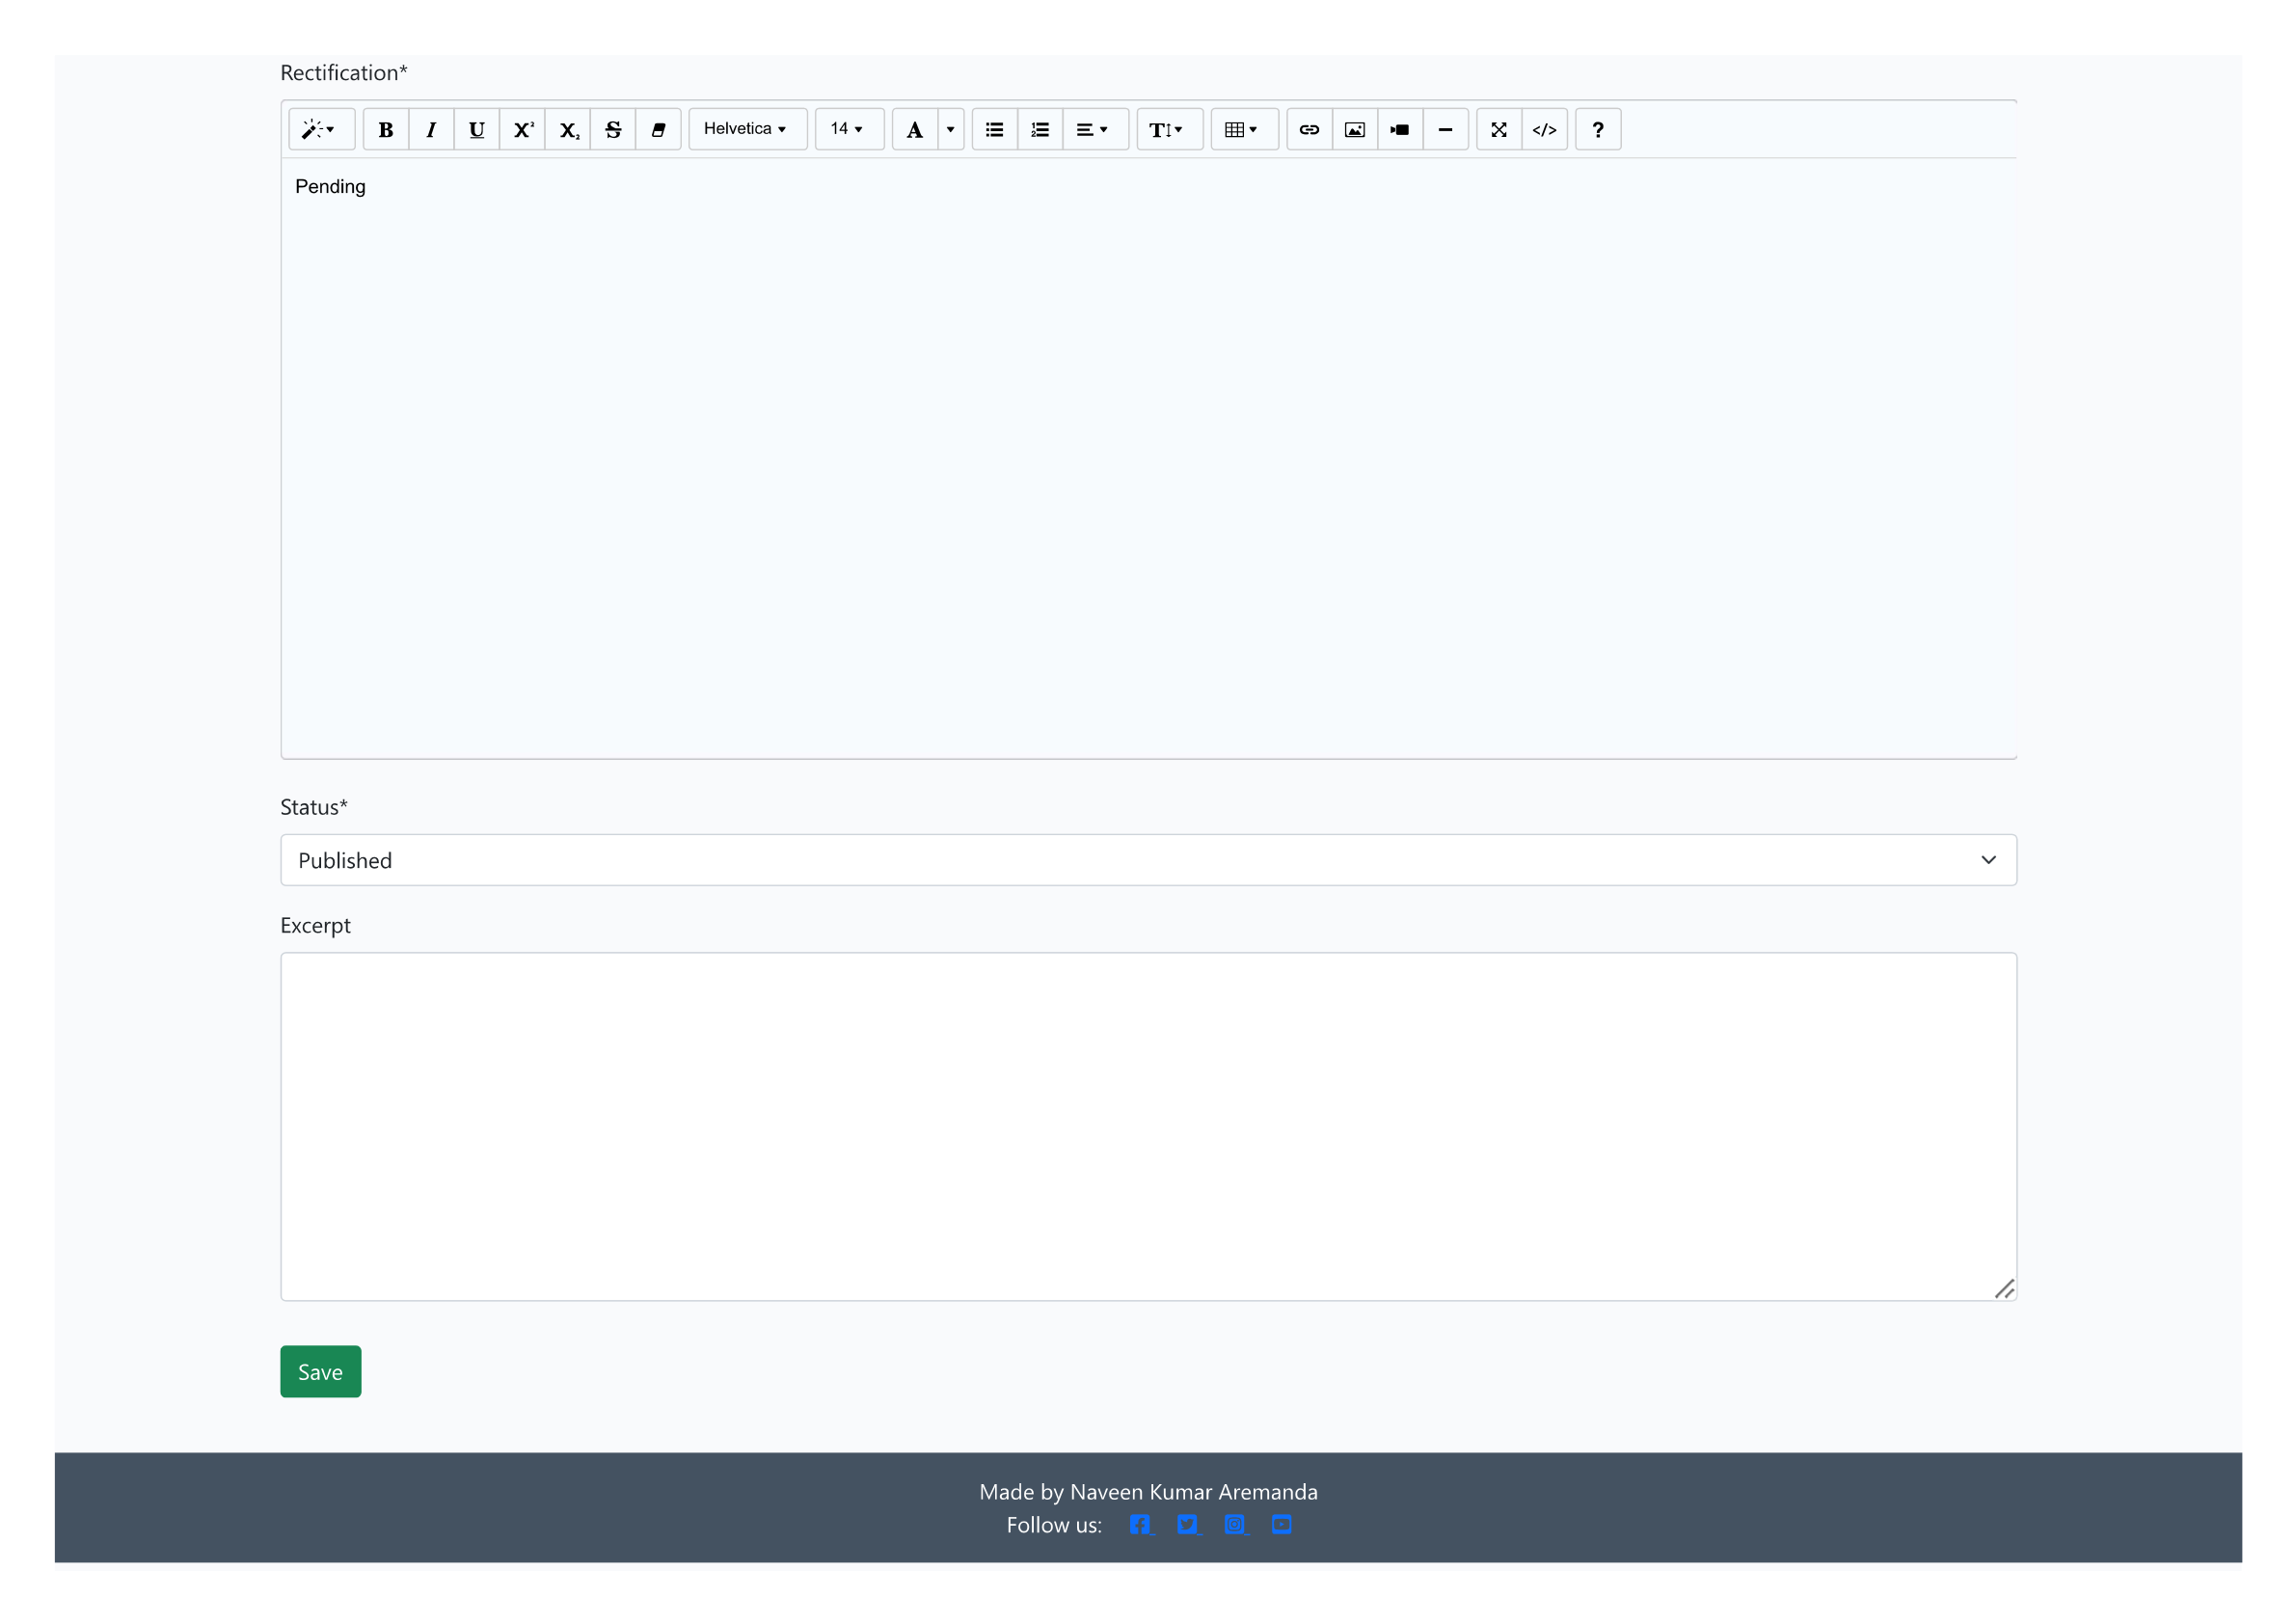 Rectification*
B I U X² X₂ S Helvetica 14 A T </> ?
Pending
Status*
Published
Excerpt
Save
Made by Naveen Kumar Aremanda
Follow us: